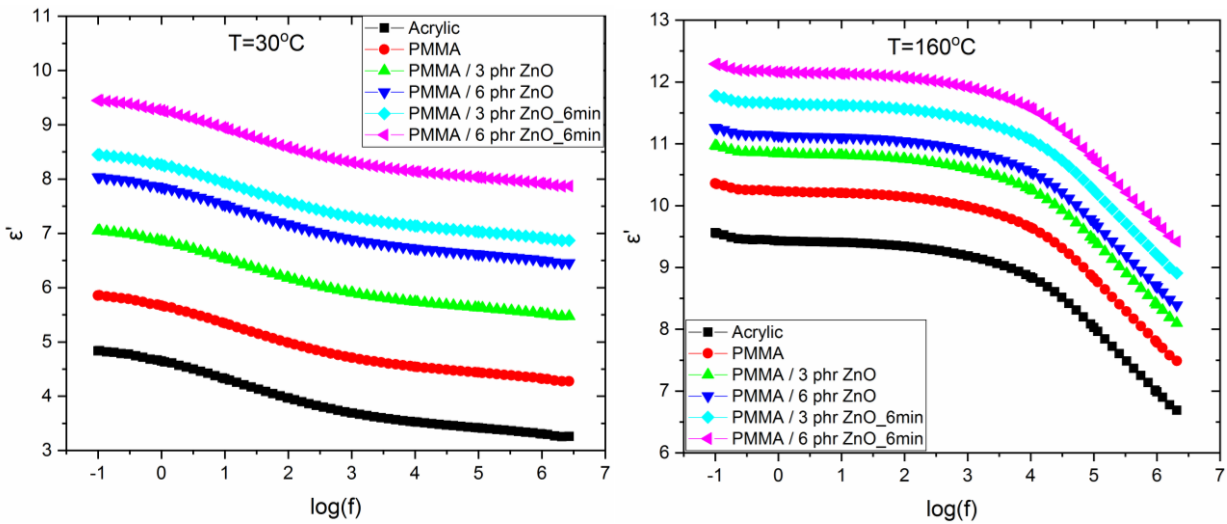 11
10
9
8
7
6
5
4
3
ε'
T=30°C
Acrylic
PMMA
PMMA / 3 phr ZnO
PMMA / 6 phr ZnO
PMMA / 3 phr ZnO_6min
PMMA / 6 phr ZnO_6min
-1 0 1 2 3 4 5 6 7
log(f)
13
12
11
10
9
8
7
6
ε'
T=160°C
Acrylic
PMMA
PMMA / 3 phr ZnO
PMMA / 6 phr ZnO
PMMA / 3 phr ZnO_6min
PMMA / 6 phr ZnO_6min
-1 0 1 2 3 4 5 6 7
log(f)